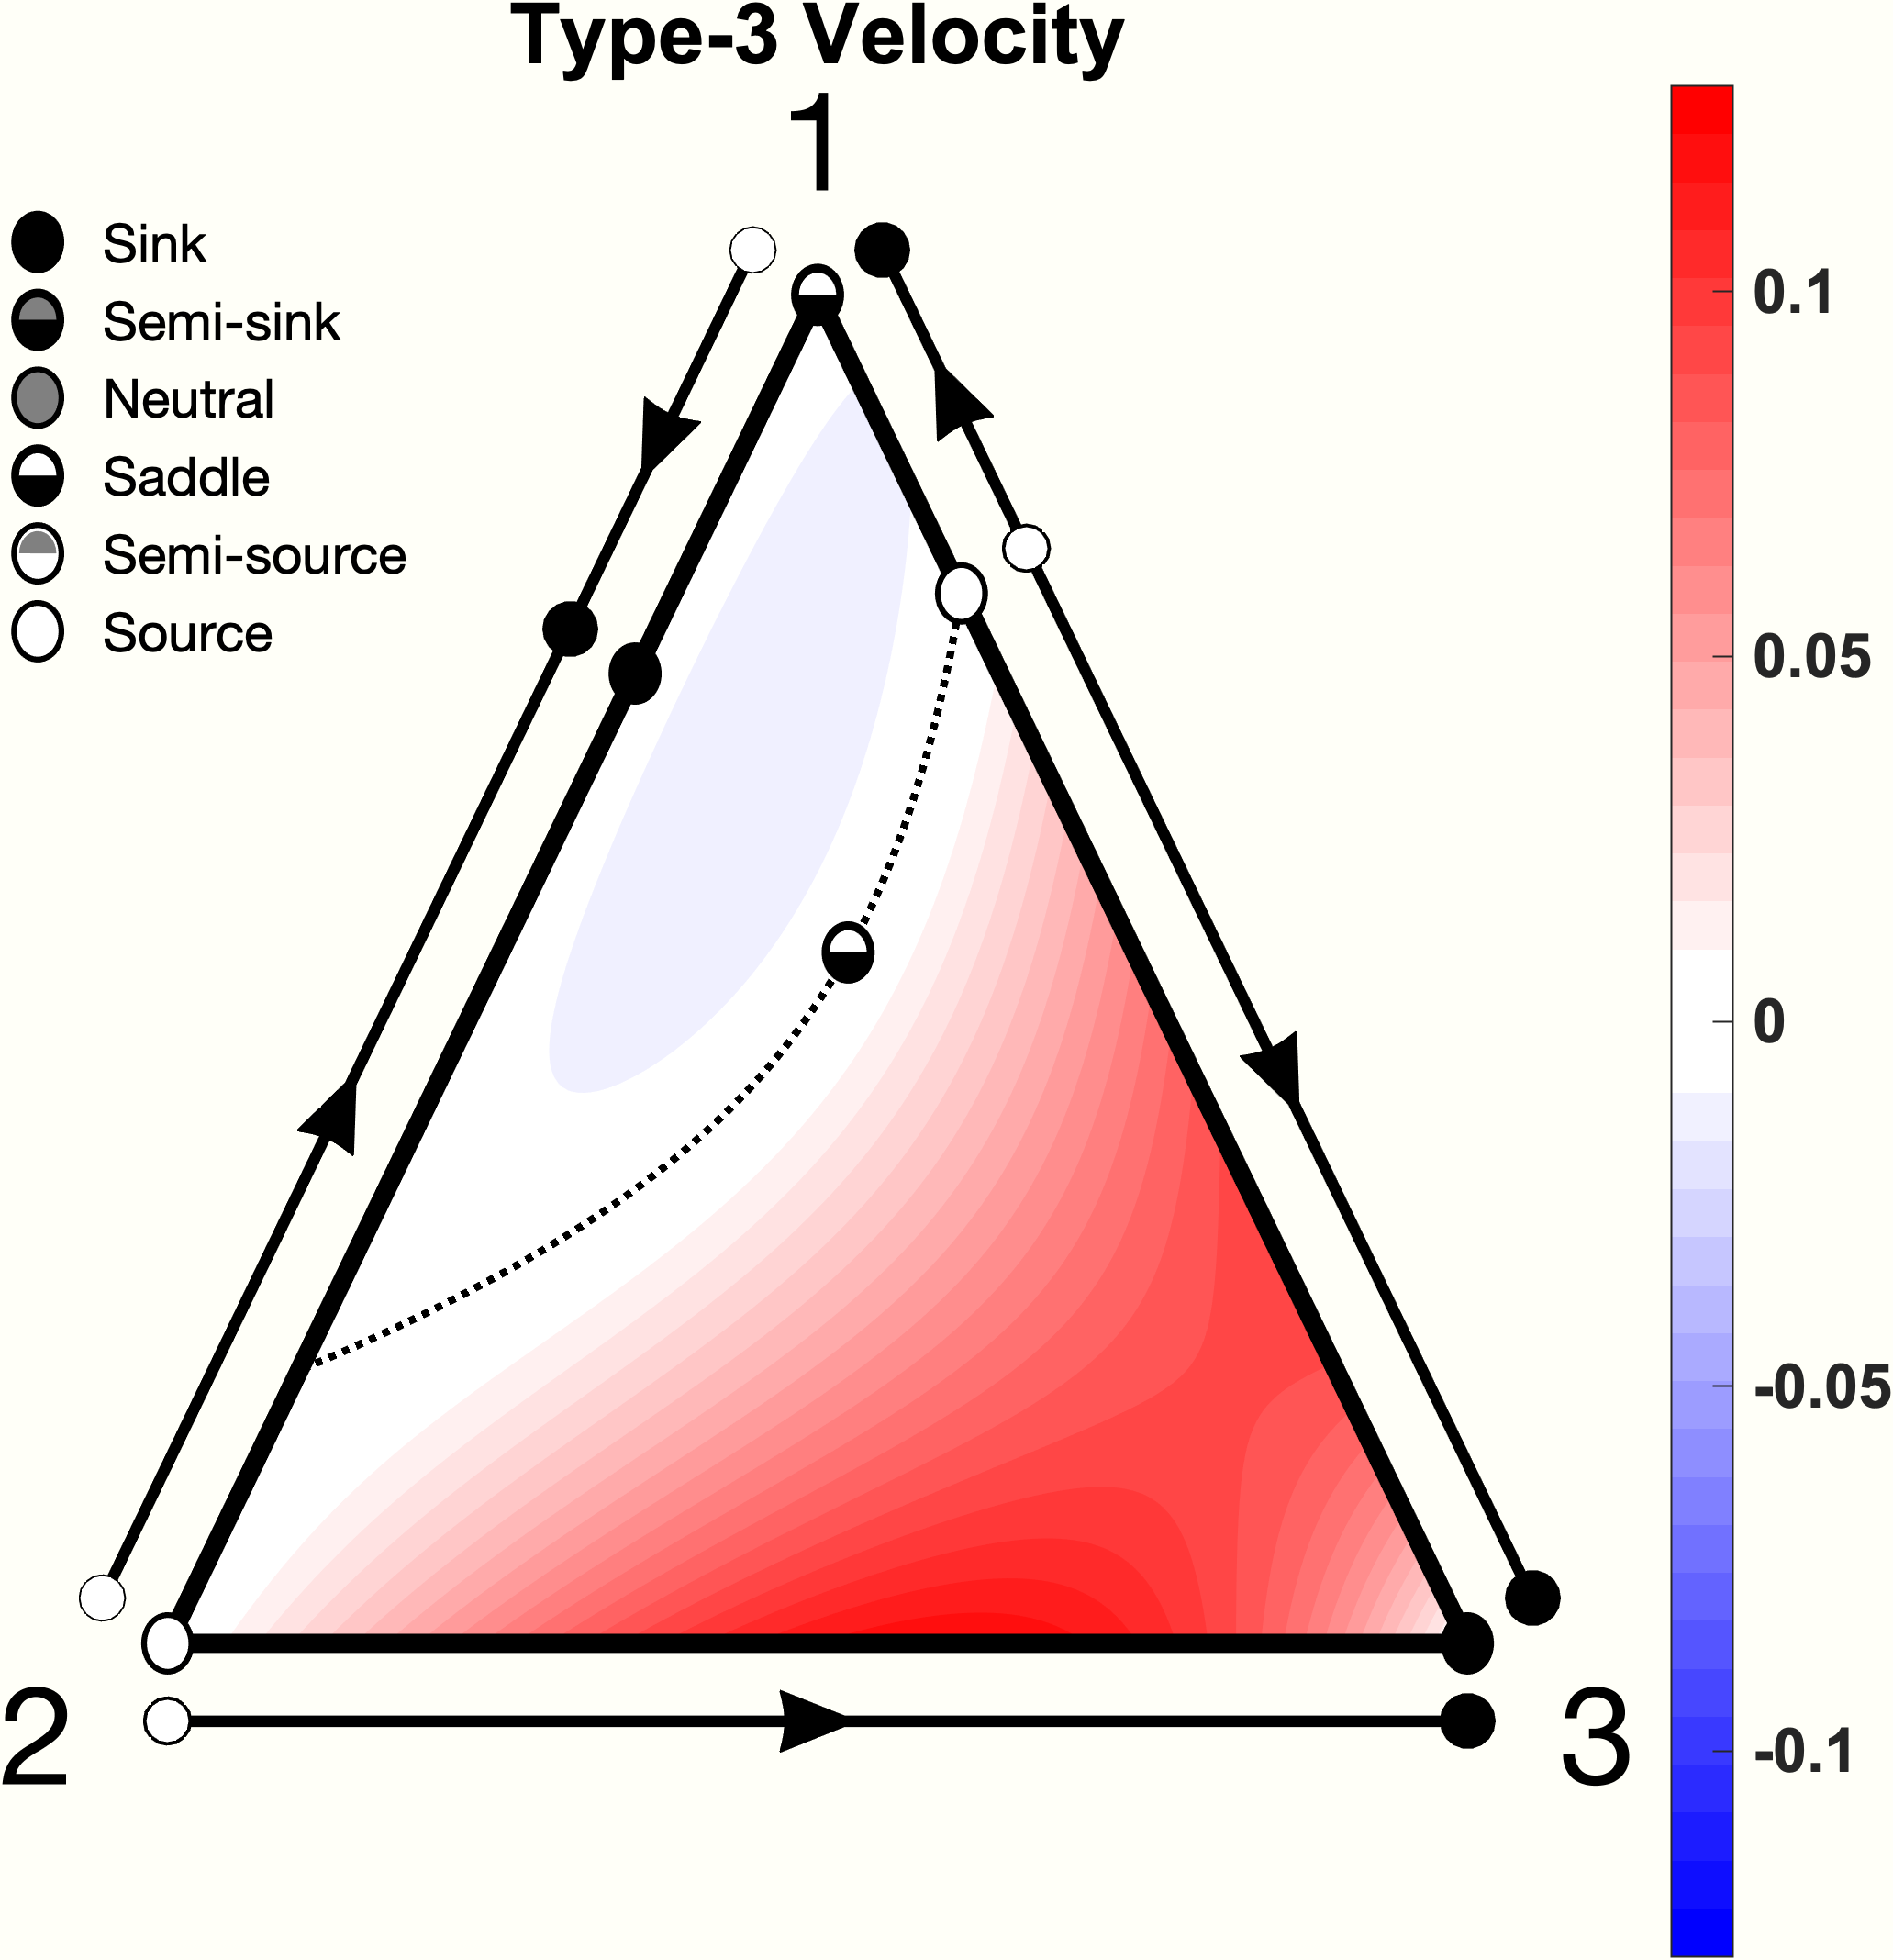 Type-3 Velocity
1
Sink
Semi-sink
Neutral
Saddle
Semi-source
Source
2
3
0.1
0.05
0
-0.05
-0.1